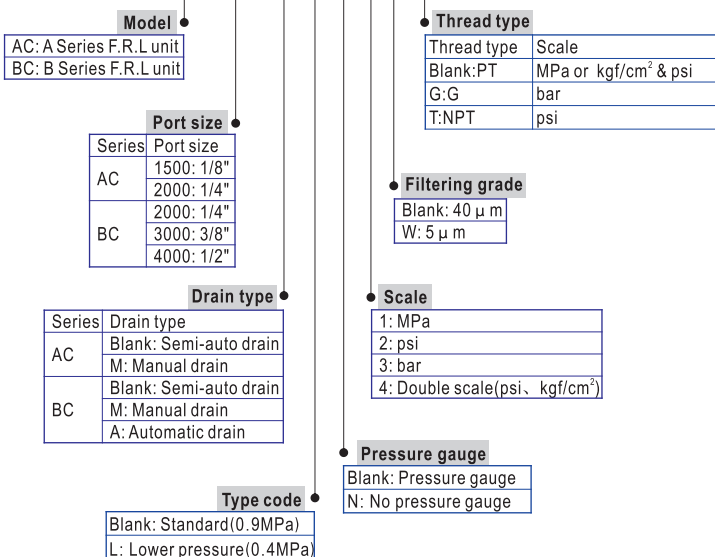 Model
AC: A Series F.R.L unit
BC: B Series F.R.L unit
Thread type
Thread type Scale
Blank:PT MPa or kgf/cm² & psi
G:G bar
T:NPT psi
Port size
Series Port size
AC
1500: 1/8"
2000: 1/4"
BC
2000: 1/4"
3000: 3/8"
4000: 1/2"
Filtering grade
Blank: 40 μ m
W: 5 μ m
Drain type
Series Drain type
AC
Blank: Semi-auto drain
M: Manual drain
BC
Blank: Semi-auto drain
M: Manual drain
A: Automatic drain
Scale
1: MPa
2: psi
3: bar
4: Double scale(psi、kgf/cm²)
Pressure gauge
Blank: Pressure gauge
N: No pressure gauge
Type code
Blank: Standard(0.9MPa)
L: Lower pressure(0.4MPa)